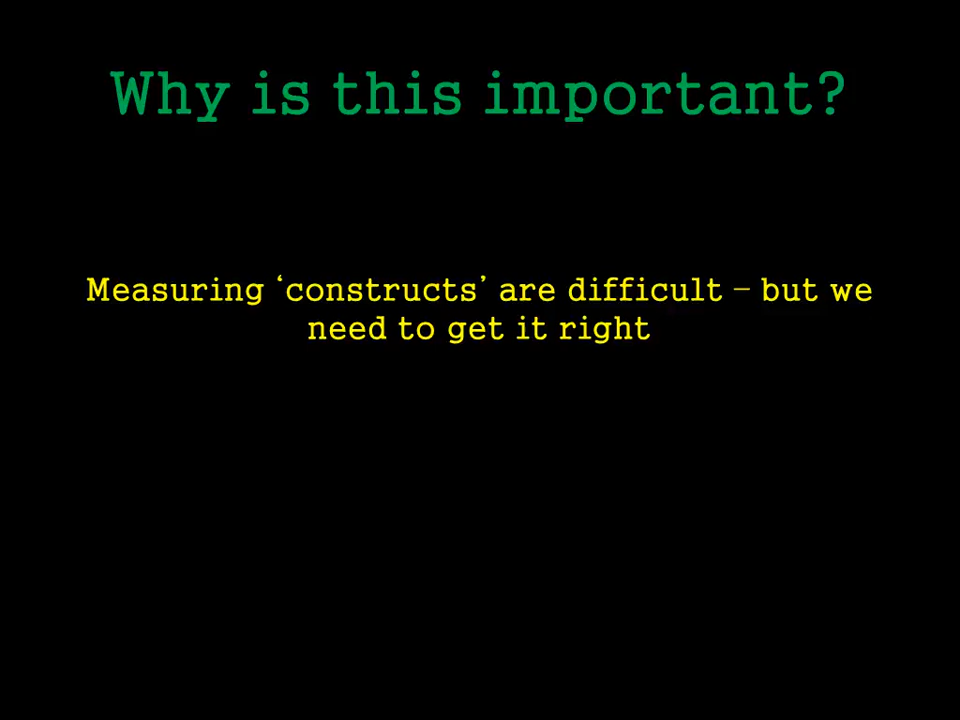 Why is this important?
Measuring ‘constructs’ are difficult – but we
need to get it right